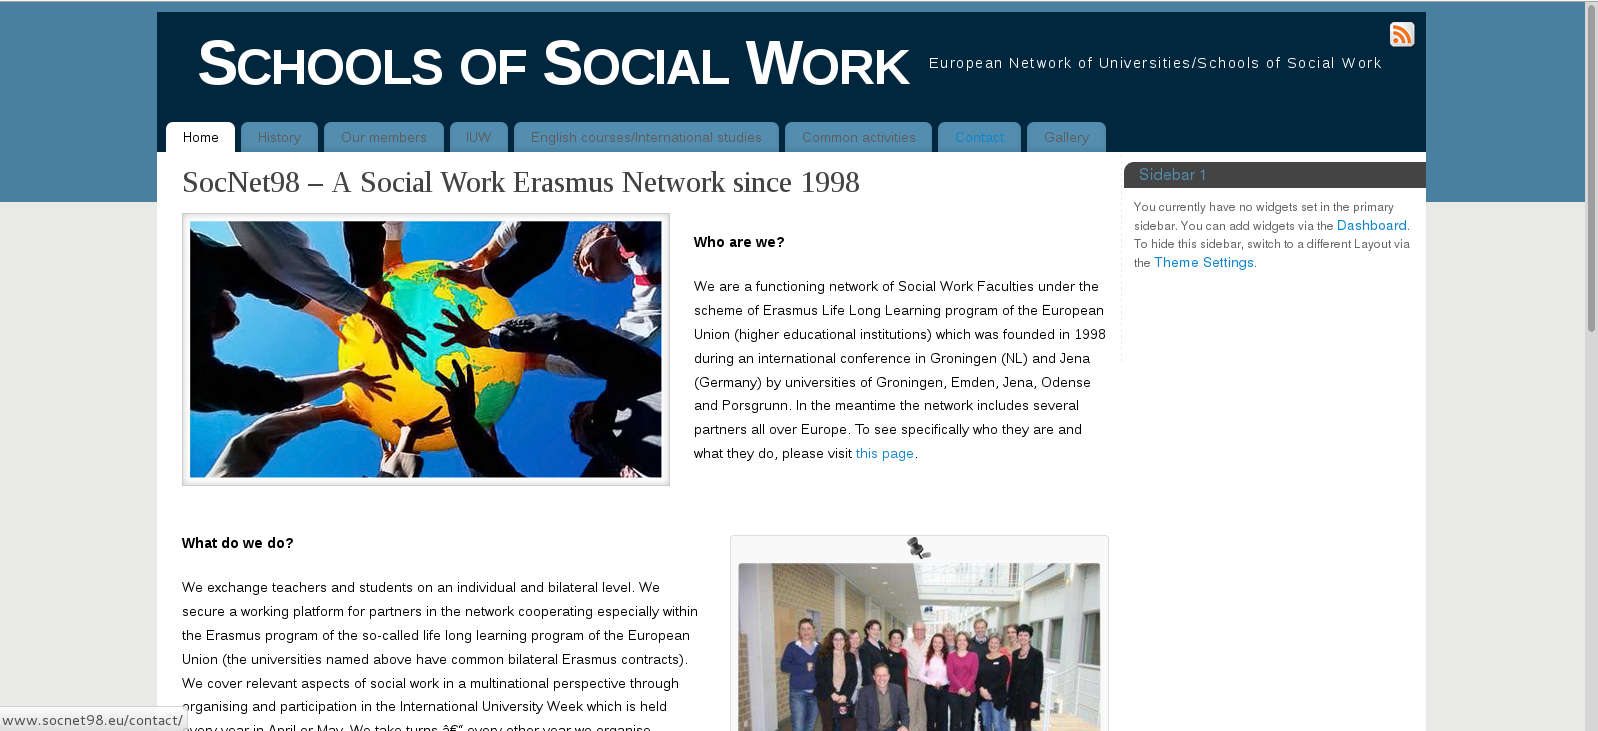 SCHOOLS OF SOCIAL WORK
European Network of Universities/Schools of Social Work
Home
History
Our members
IUW
English courses/International studies
Common activities
Contact
Gallery
SocNet98 – A Social Work Erasmus Network since 1998
Who are we?
We are a functioning network of Social Work Faculties under the
scheme of Erasmus Life Long Learning program of the European
Union (higher educational institutions) which was founded in 1998
during an international conference in Groningen (NL) and Jena
(Germany) by universities of Groningen, Emden, Jena, Odense
and Porsgrunn. In the meantime the network includes several
partners all over Europe. To see specifically who they are and
what they do, please visit this page.
Sidebar 1
You currently have no widgets set in the primary
sidebar. You can add widgets via the Dashboard.
To hide this sidebar, switch to a different Layout via
the Theme Settings.
What do we do?
We exchange teachers and students on an individual and bilateral level. We
secure a working platform for partners in the network cooperating especially within
the Erasmus program of the so-called life long learning program of the European
Union (the universities named above have common bilateral Erasmus contracts).
We cover relevant aspects of social work in a multinational perspective through
organising and participation in the International University Week which is held
every year in April or May. We take turns â€“ every other year we organise
www.socnet98.eu/contact/